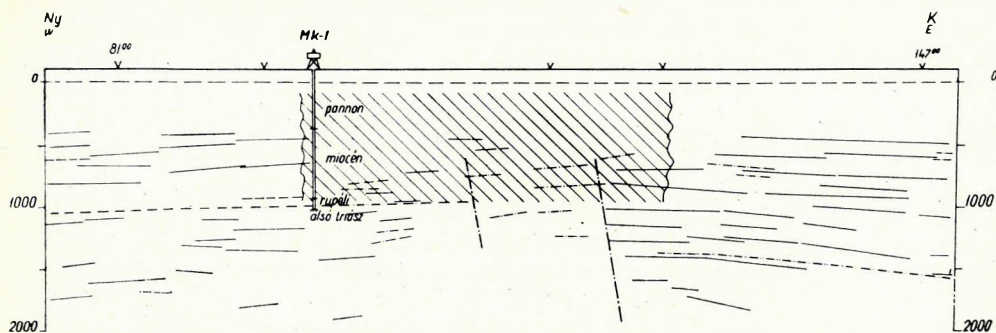 Ny
W
K
E
Mk-1
81⁰⁰
147⁰⁰
0
0
pannon
miocén
rupéli
alsó triász
1000
1000
2000
2000